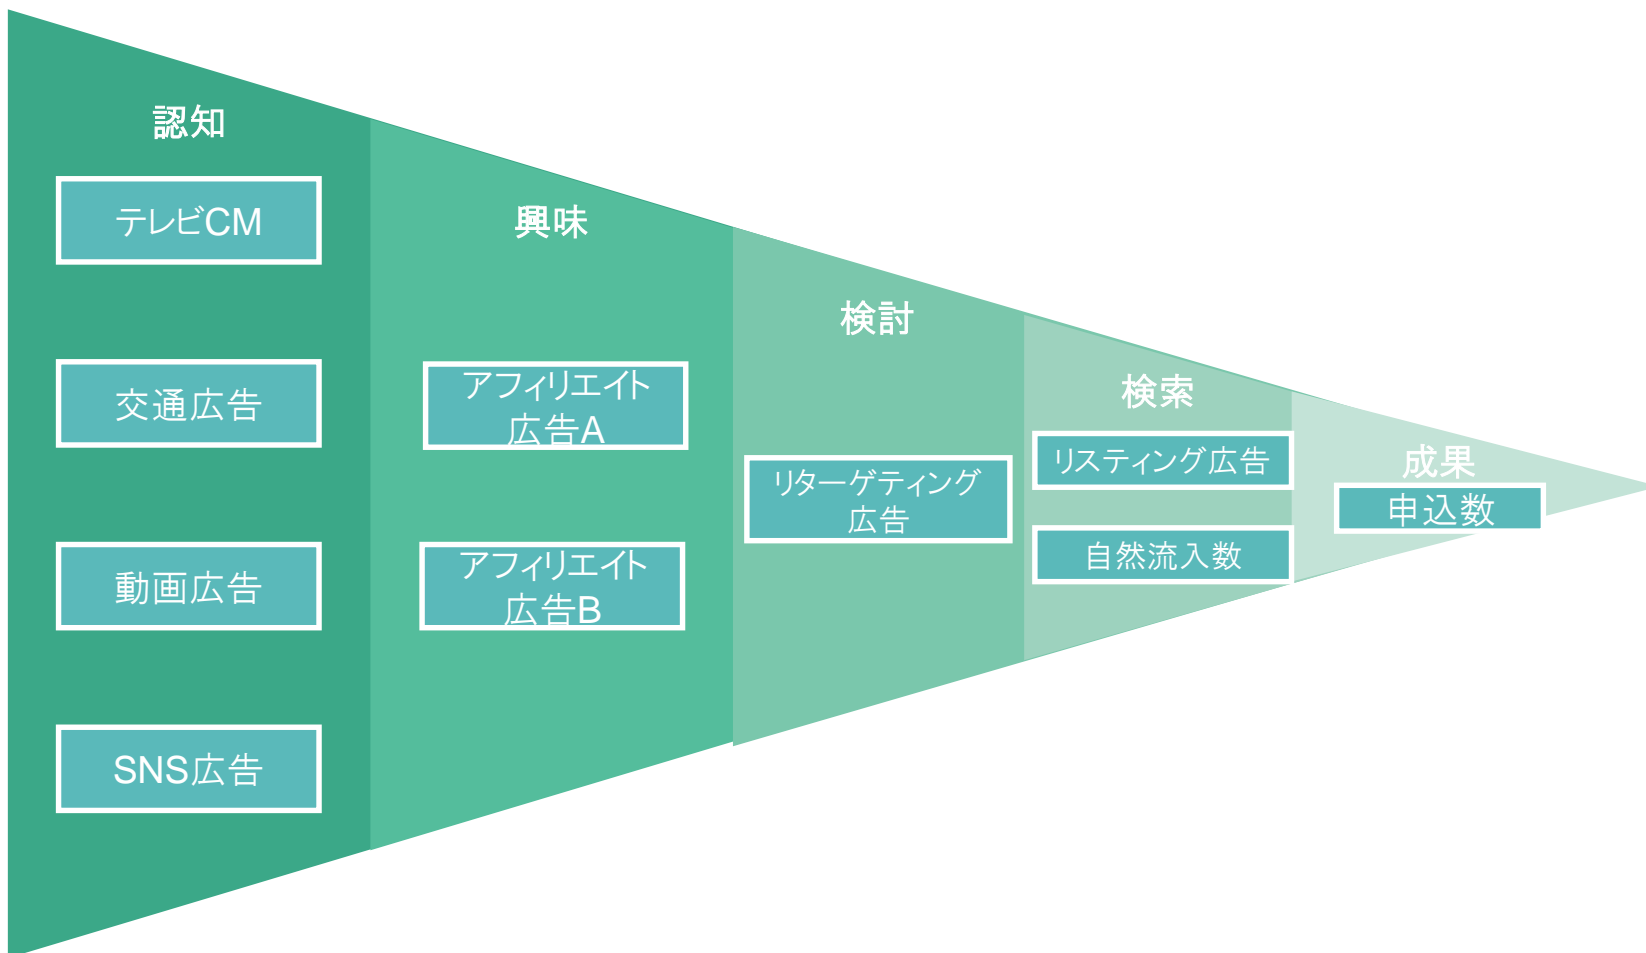 認知
テレビCM
交通広告
動画広告
SNS広告
興味
アフィリエイト
広告A
アフィリエイト
広告B
検討
リターゲティング
広告
検索
リスティング広告
自然流入数
成果
申込数